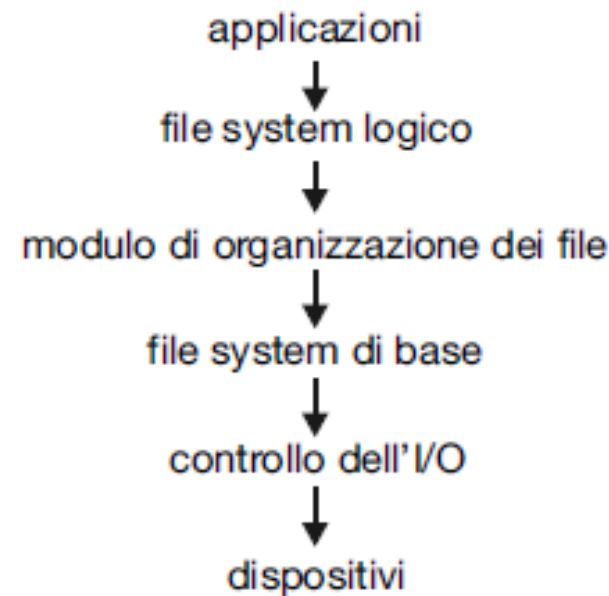 applicazioni
file system logico
modulo di organizzazione dei file
file system di base
controllo dell'I/O
dispositivi